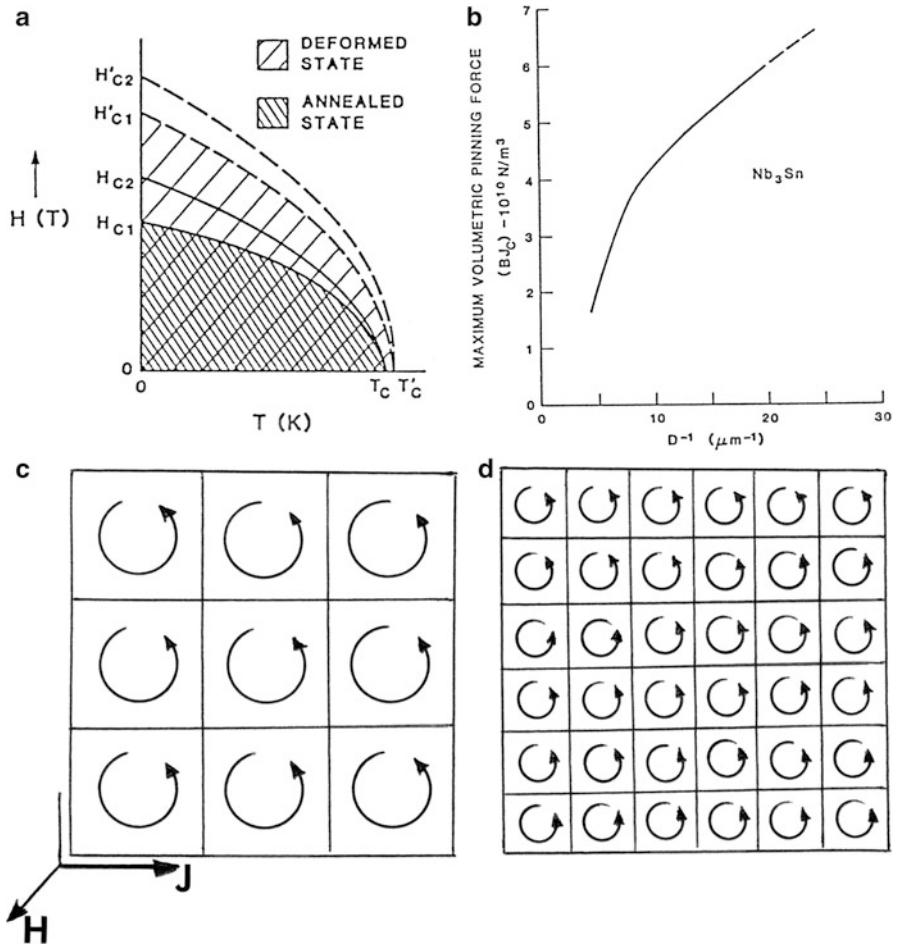 a
DEFORMED
STATE
ANNEALED
STATE
H'C2
H'C1
HC2
HC1
H (T)
0
0
TC T'C
T (K)
b
MAXIMUM VOLUMETRIC PINNING FORCE
(BJC) -10¹⁰ N/m³
7
6
5
4
3
2
1
0
0
10
20
30
Nb₃Sn
D⁻¹ (μm⁻¹)
c
d
J
H